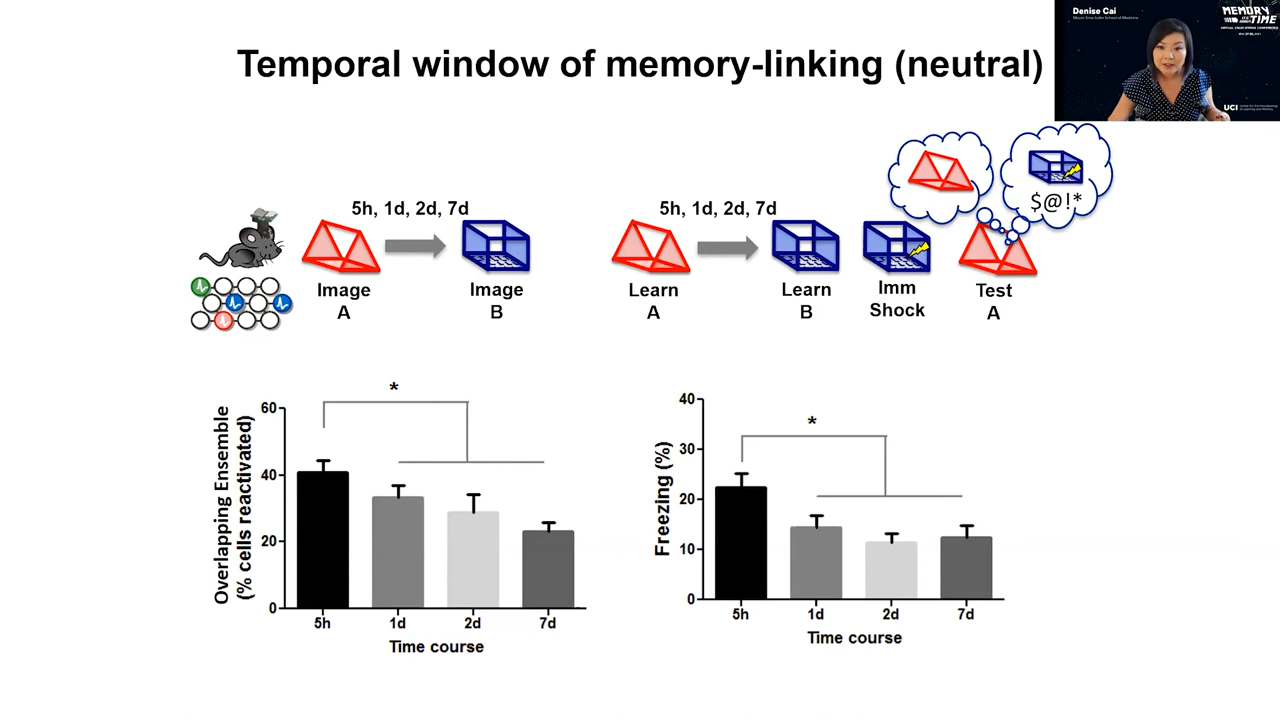 Temporal window of memory-linking (neutral)
Denise Cai
Mount Sinai School of Medicine
MEMORY
TIME
UCI
5h, 1d, 2d, 7d
Image
A
Image
B
5h, 1d, 2d, 7d
Learn
A
Learn
B
Imm
Shock
Test
A
$@!*
*
Overlapping Ensemble
(% cells reactivated)
60
40
20
0
5h
1d
2d
7d
Time course
*
Freezing (%)
40
30
20
10
0
5h
1d
2d
7d
Time course